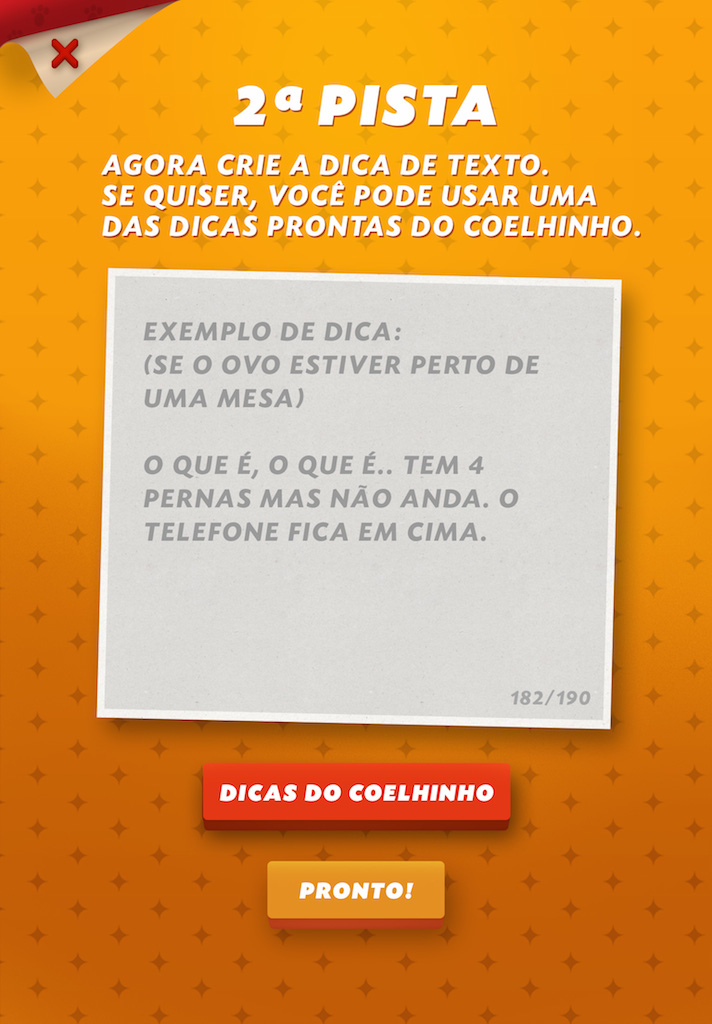 2ª PISTA
AGORA CRIE A DICA DE TEXTO.
SE QUISER, VOCÊ PODE USAR UMA
DAS DICAS PRONTAS DO COELHINHO.
EXEMPLO DE DICA:
(SE O OVO ESTIVER PERTO DE
UMA MESA)
O QUE É, O QUE É.. TEM 4
PERNAS MAS NÃO ANDA. O
TELEFONE FICA EM CIMA.
182/190
DICAS DO COELHINHO
PRONTO!